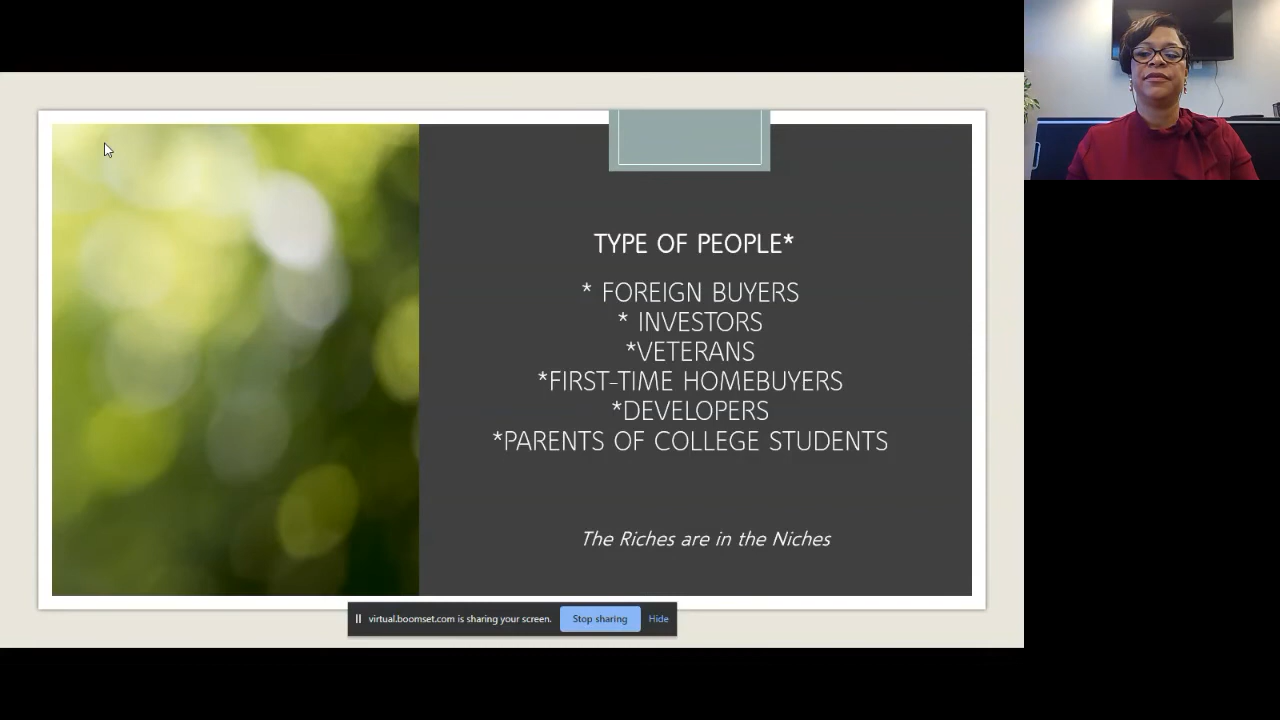 TYPE OF PEOPLE*
* FOREIGN BUYERS
* INVESTORS
*VETERANS
*FIRST-TIME HOMEBUYERS
*DEVELOPERS
*PARENTS OF COLLEGE STUDENTS
The Riches are in the Niches
virtual.boomset.com is sharing your screen. Stop sharing Hide